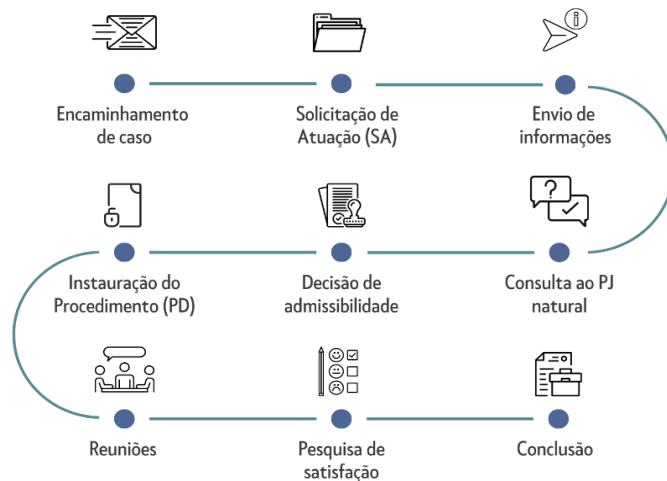 Encaminhamento
de caso
Solicitação de
Atuação (SA)
Envio de
informações
Instauração do
Procedimento (PD)
Decisão de
admissibilidade
Consulta ao PJ
natural
Reuniões
Pesquisa de
satisfação
Conclusão